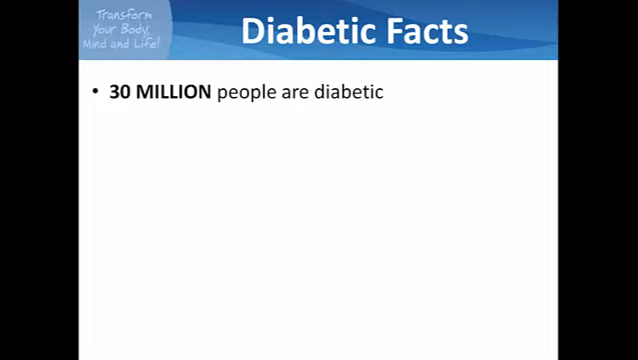 Transform
Your Body,
Mind and Life!
Diabetic Facts
• 30 MILLION people are diabetic